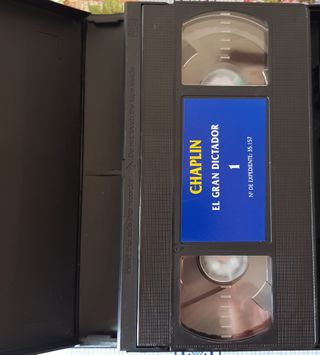 CHAPLIN
EL GRAN DICTADOR
1
Nº DE EXPEDIENTE: 35.157